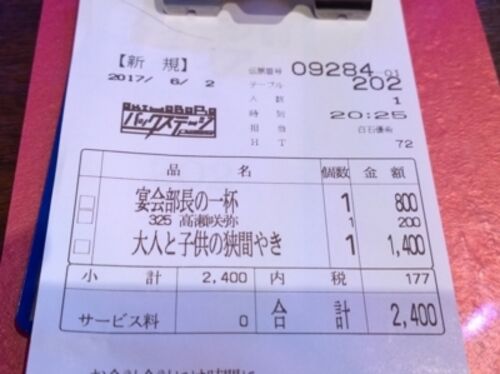 【新規】 伝票番号 09284 01
2017/ 6/ 2 テーブル 202
人数 1
AKIHABARA 時刻 20:25
バックステージ 担当 白石優希
HT 72
品名 個数 金額
宴会部長の一杯 1 800
325 高瀬咲弥 1 200
大人と子供の狭間やき 1 1,400
小計 2,400 内税 177
サービス料 0 合計 2,400